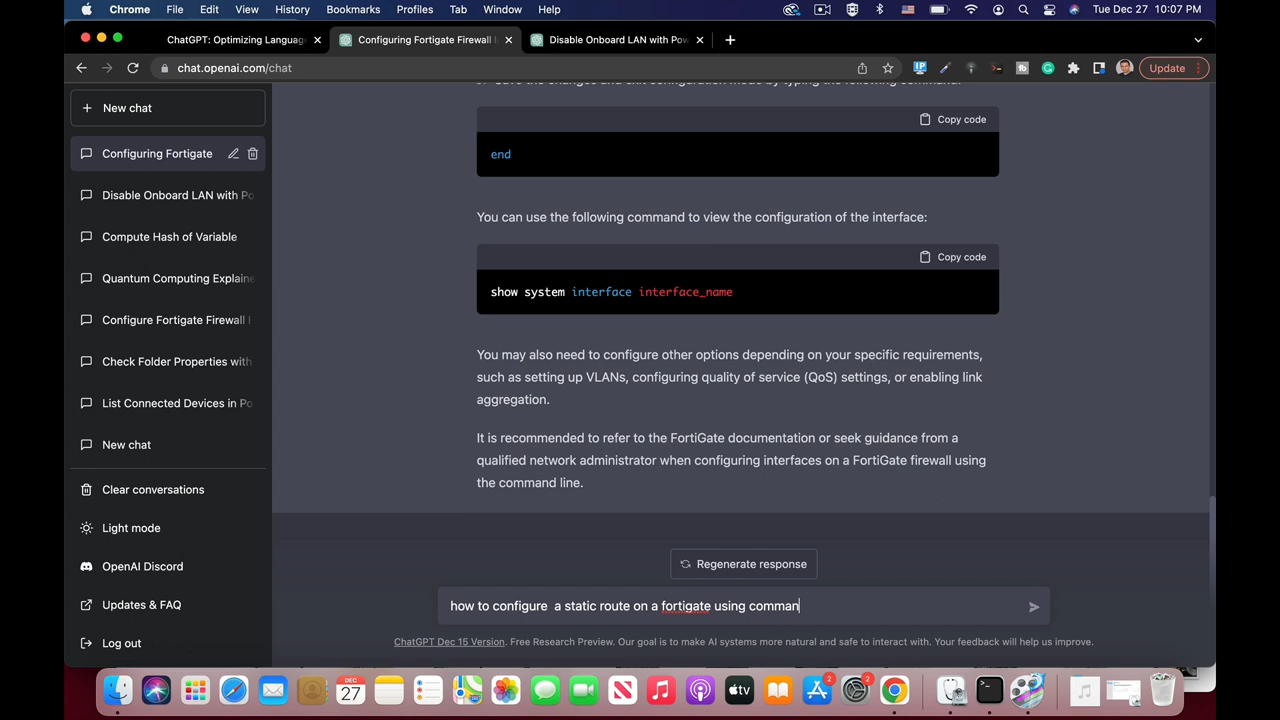 Chrome File Edit View History Bookmarks Profiles Tab Window Help Tue Dec 27 10:07 PM
ChatGPT: Optimizing Languag Configuring Fortigate Firewall Disable Onboard LAN with Po
chat.openai.com/chat Update
New chat
Configuring Fortigate
Disable Onboard LAN with Po
Compute Hash of Variable
Quantum Computing Explaine
Configure Fortigate Firewall
Check Folder Properties with
List Connected Devices in Po
New chat
Clear conversations
Light mode
OpenAI Discord
Updates & FAQ
Log out
Copy code
end
You can use the following command to view the configuration of the interface:
Copy code
show system interface interface_name
You may also need to configure other options depending on your specific requirements,
such as setting up VLANs, configuring quality of service (QoS) settings, or enabling link
aggregation.
It is recommended to refer to the FortiGate documentation or seek guidance from a
qualified network administrator when configuring interfaces on a FortiGate firewall using
the command line.
Regenerate response
how to configure  a static route on a fortigate using comman
ChatGPT Dec 15 Version. Free Research Preview. Our goal is to make AI systems more natural and safe to interact with. Your feedback will help us improve.
DEC
27
tv
2
2